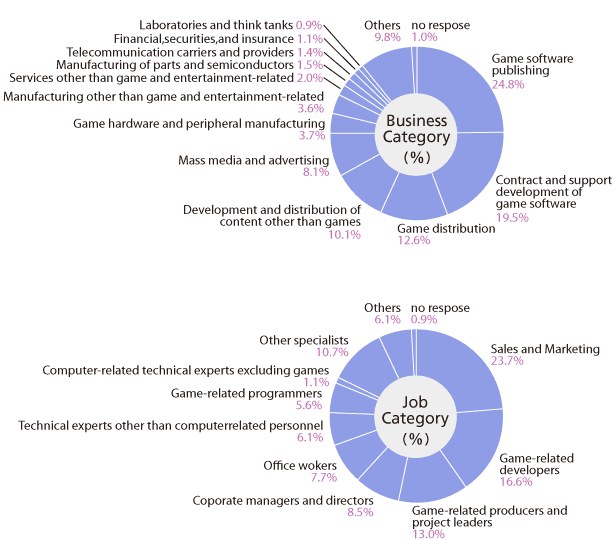 Laboratories and think tanks 0.9%
Financial,securities,and insurance 1.1%
Telecommunication carriers and providers 1.4%
Manufacturing of parts and semiconductors 1.5%
Services other than game and entertainment-related 2.0%
Manufacturing other than game and entertainment-related
3.6%
Game hardware and peripheral manufacturing
3.7%
Mass media and advertising
8.1%
Development and distribution of
content other than games
10.1%
Others
9.8%
no respose
1.0%
Game software
publishing
24.8%
Contract and support
development of
game software
19.5%
Game distribution
12.6%
Business
Category
(%)
Others
6.1%
no respose
0.9%
Other specialists
10.7%
Computer-related technical experts excluding games
1.1%
Game-related programmers
5.6%
Technical experts other than computerrelated personnel
6.1%
Office wokers
7.7%
Coporate managers and directors
8.5%
Sales and Marketing
23.7%
Game-related
developers
16.6%
Game-related producers and
project leaders
13.0%
Job
Category
(%)